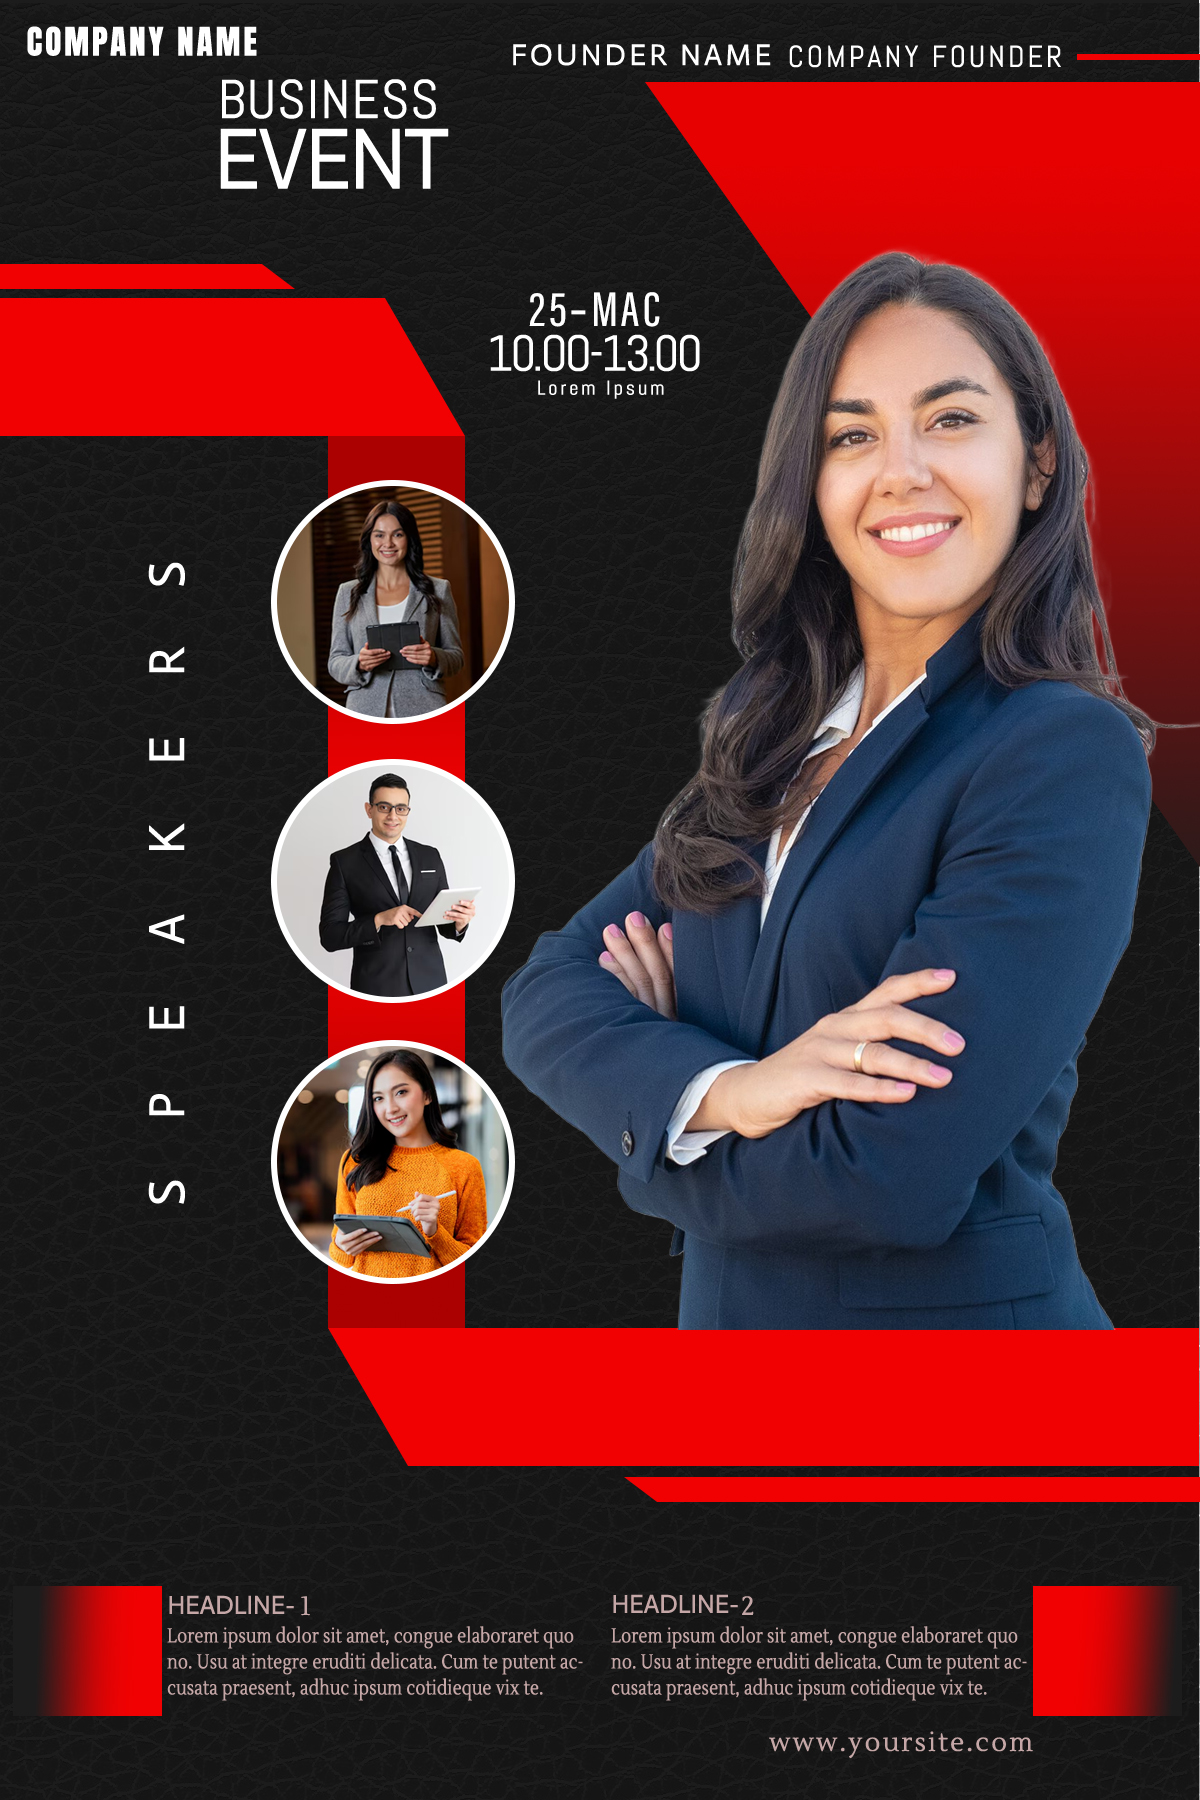 COMPANY NAME
FOUNDER NAME COMPANY FOUNDER
BUSINESS
EVENT
25-MAC
10.00-13.00
Lorem Ipsum
SPEAKERS
HEADLINE-1
Lorem ipsum dolor sit amet, congue elaboraret quo
no. Usu at integre eruditi delicata. Cum te putent ac-
cusata praesent, adhuc ipsum cotidieque vix te.
HEADLINE-2
Lorem ipsum dolor sit amet, congue elaboraret quo
no. Usu at integre eruditi delicata. Cum te putent ac-
cusata praesent, adhuc ipsum cotidieque vix te.
www.yoursite.com